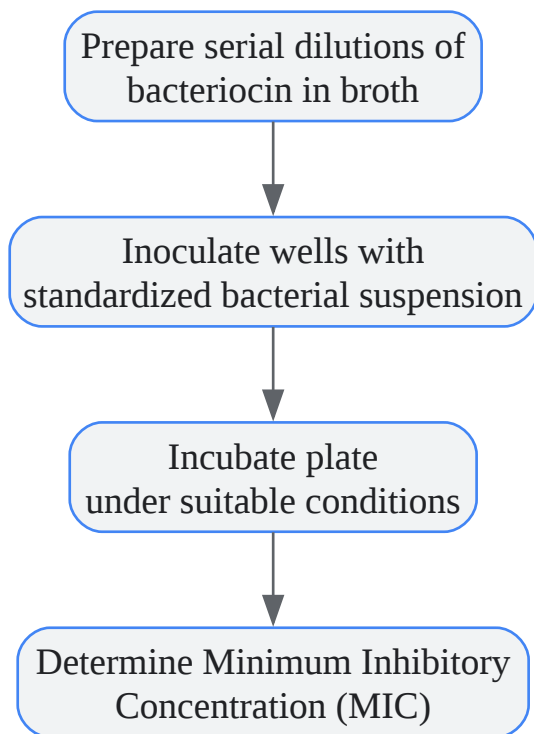 Prepare serial dilutions of
bacteriocin in broth
Inoculate wells with
standardized bacterial suspension
Incubate plate
under suitable conditions
Determine Minimum Inhibitory
Concentration (MIC)